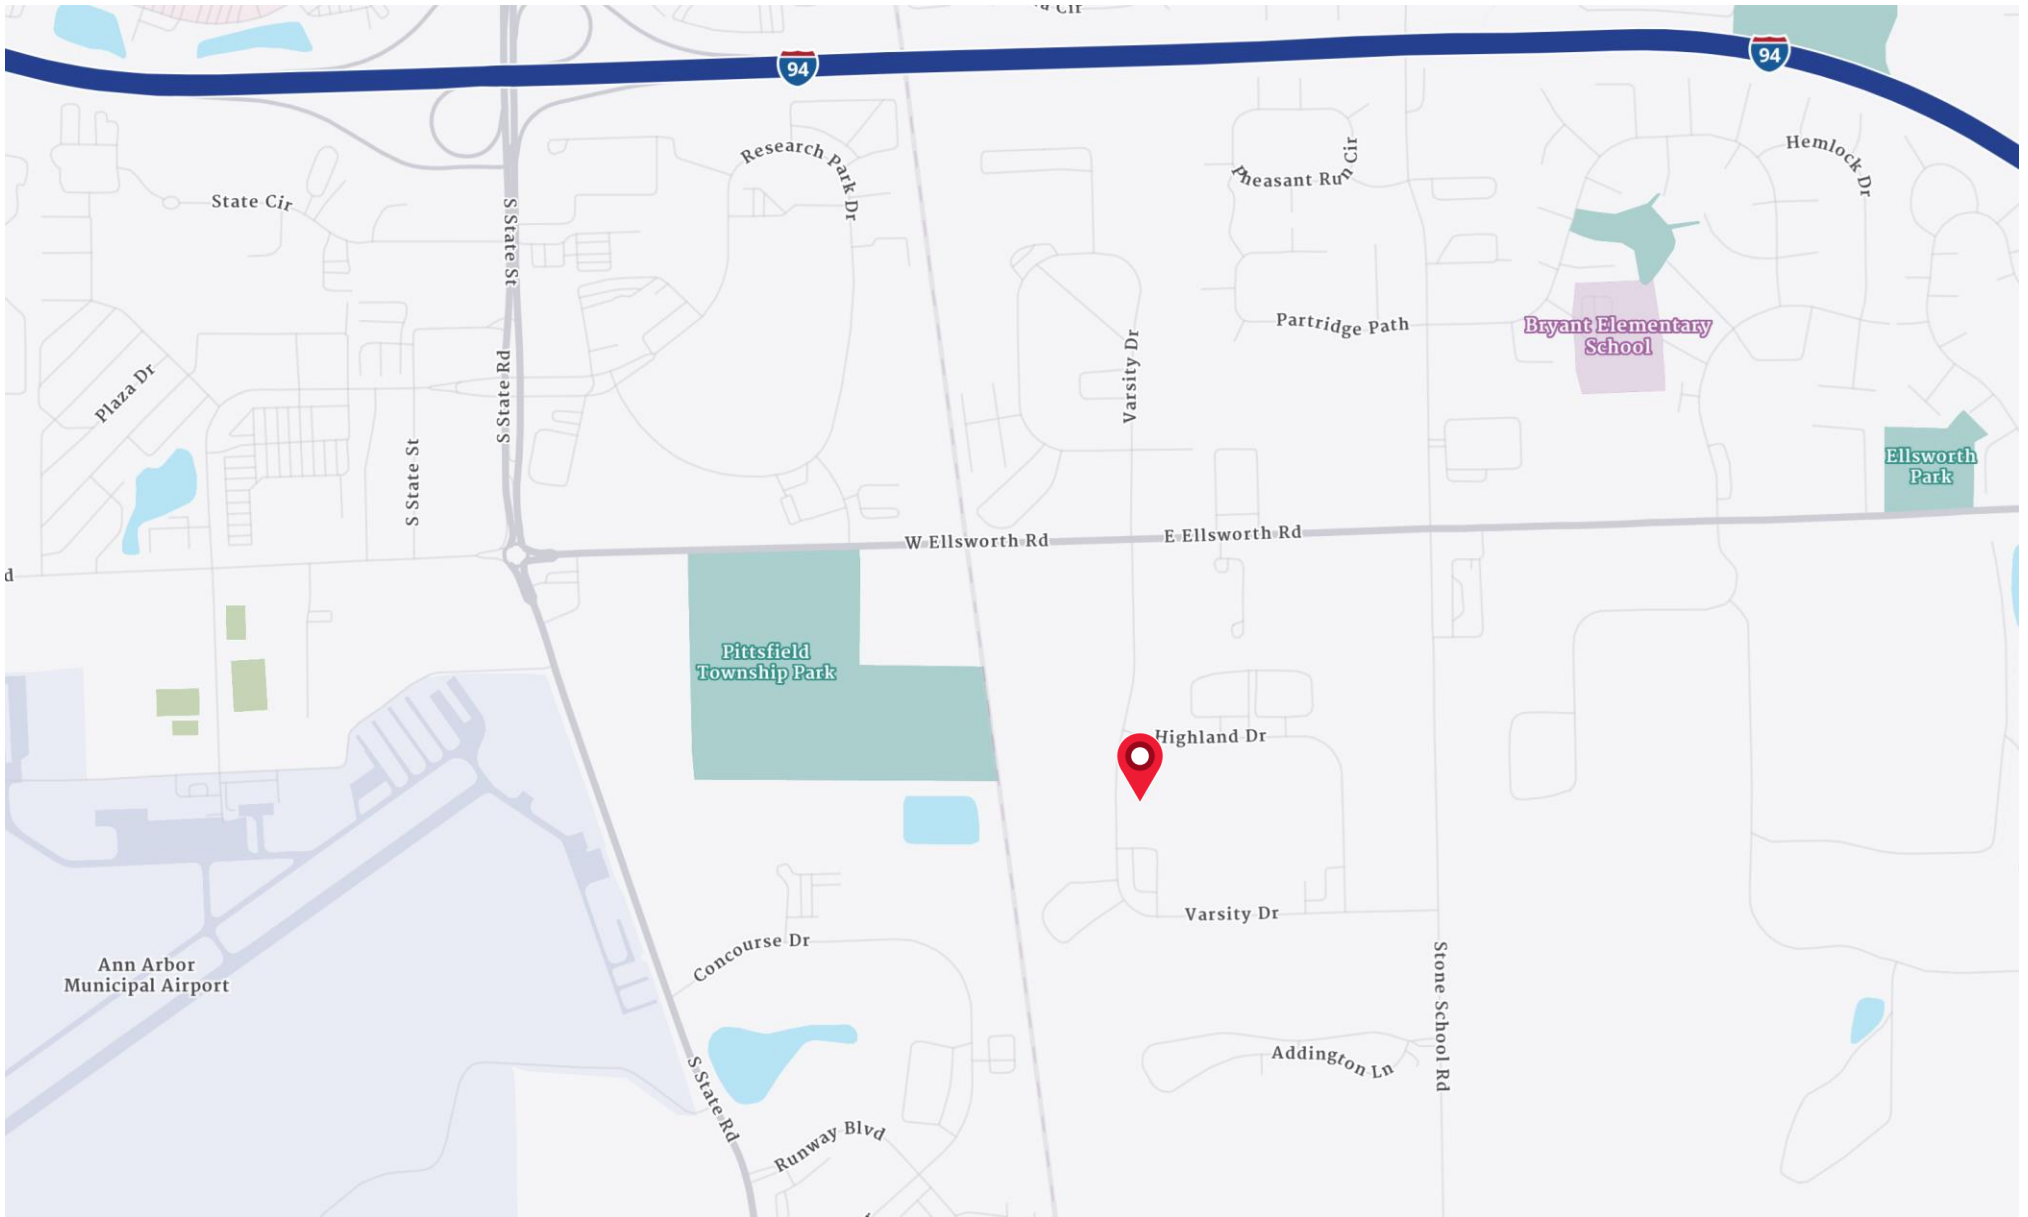 94
94
Research Park Dr
Pheasant Run Cir
Hemlock Dr
State Cir
S State St
Partridge Path
Bryant Elementary
School
Varsity Dr
Plaza Dr
S State Rd
S State St
Ellsworth
Park
W Ellsworth Rd
E Ellsworth Rd
Pittsfield
Township Park
Highland Dr
Varsity Dr
Concourse Dr
Ann Arbor
Municipal Airport
Stone School Rd
Addington Ln
S State Rd
Runway Blvd